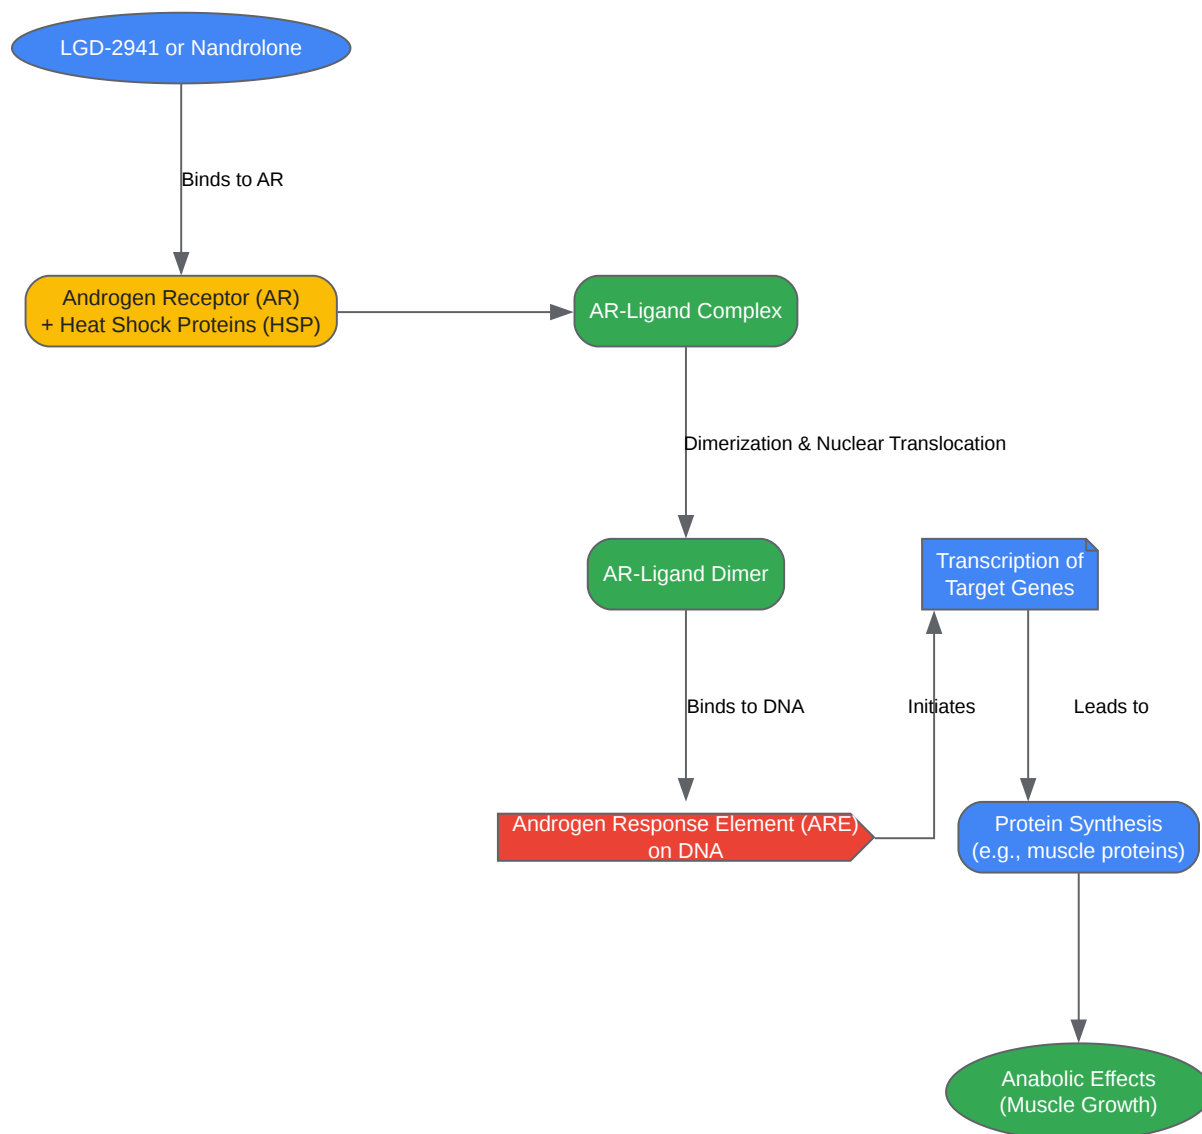 LGD-2941 or Nandrolone
Binds to AR
Androgen Receptor (AR)
+ Heat Shock Proteins (HSP)
AR-Ligand Complex
Dimerization & Nuclear Translocation
AR-Ligand Dimer
Transcription of
Target Genes
Binds to DNA
Initiates
Leads to
Androgen Response Element (ARE)
on DNA
Protein Synthesis
(e.g., muscle proteins)
Anabolic Effects
(Muscle Growth)